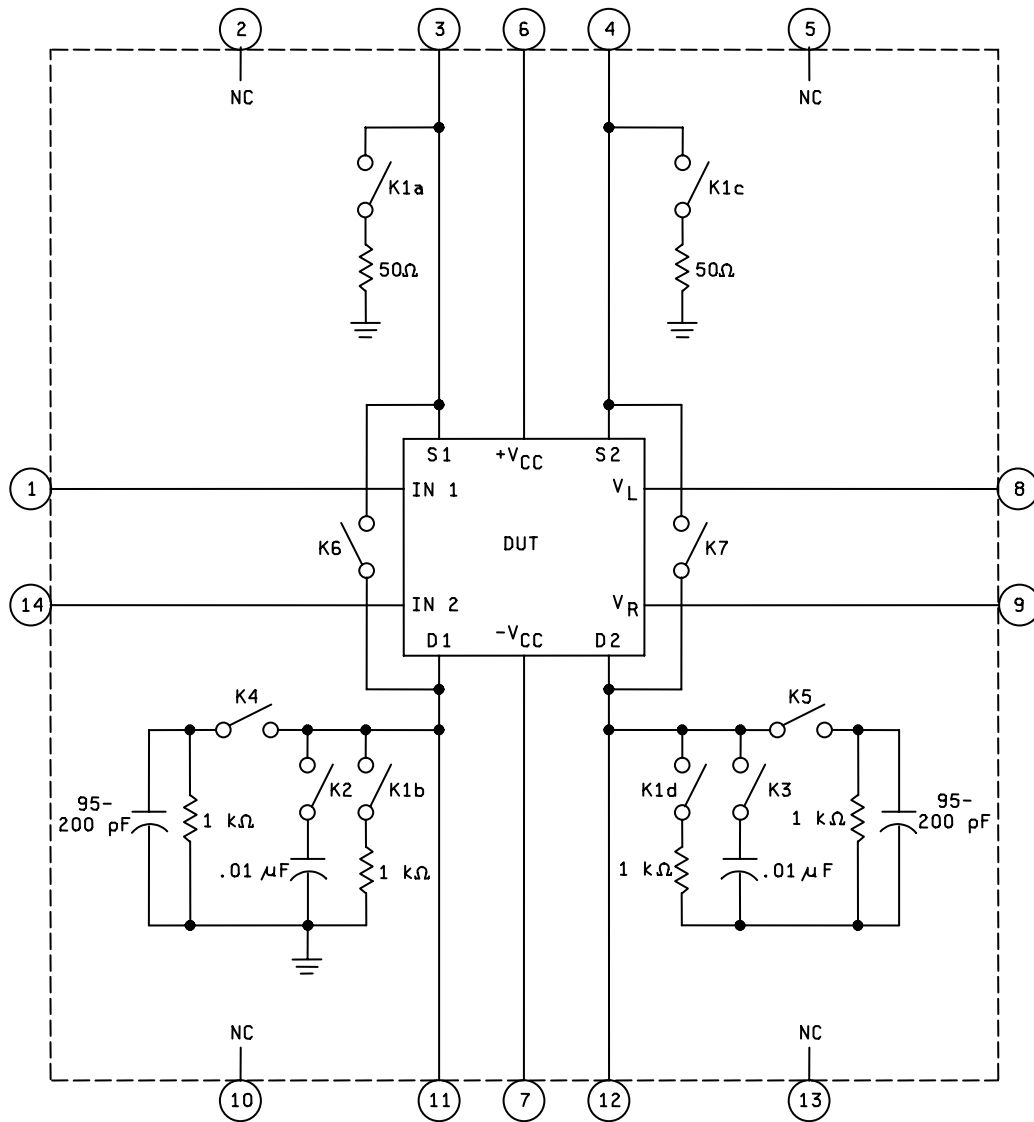 2
3
6
4
5
NC
NC
K1a
K1c
50Ω
50Ω
S1
+VCC
S2
1
IN 1
VL
8
K6
DUT
K7
14
IN 2
VR
9
D1
-VCC
D2
K4
K5
95-
200 pF
1 kΩ
K2
K1b
.01 μF
1 kΩ
K1d
K3
1 kΩ
.01 μF
1 kΩ
95-
200 pF
NC
NC
10
11
7
12
13